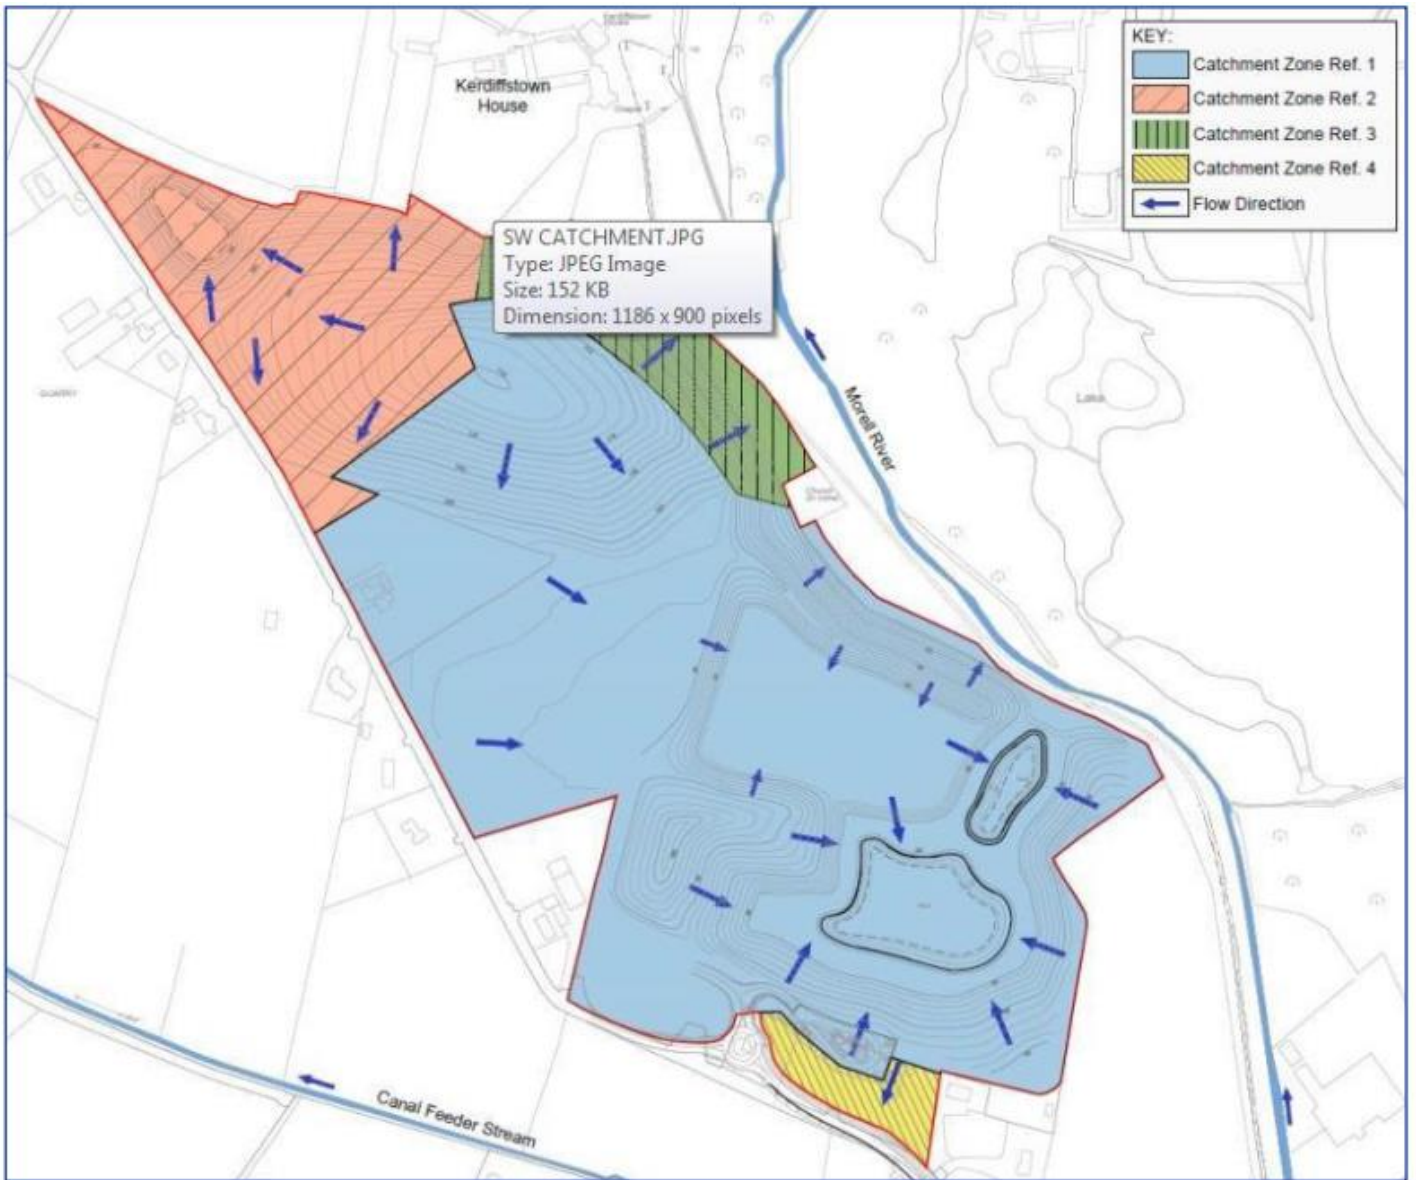 Kerdiffstown
House
KEY:
Catchment Zone Ref. 1
Catchment Zone Ref. 2
Catchment Zone Ref. 3
Catchment Zone Ref. 4
Flow Direction
SW CATCHMENT.JPG
Type: JPEG Image
Size: 152 KB
Dimension: 1186 x 900 pixels
Morell River
Lake
QUARRY
Canal Feeder Stream